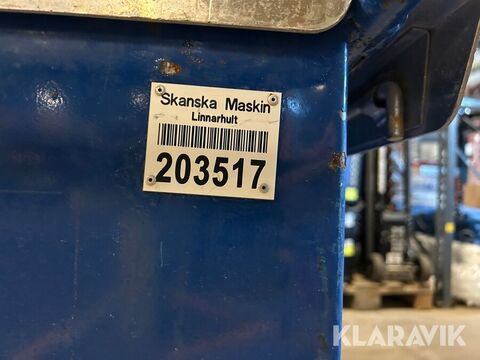 Skanska Maskin
Linnarhult
203517
KLARAVIK